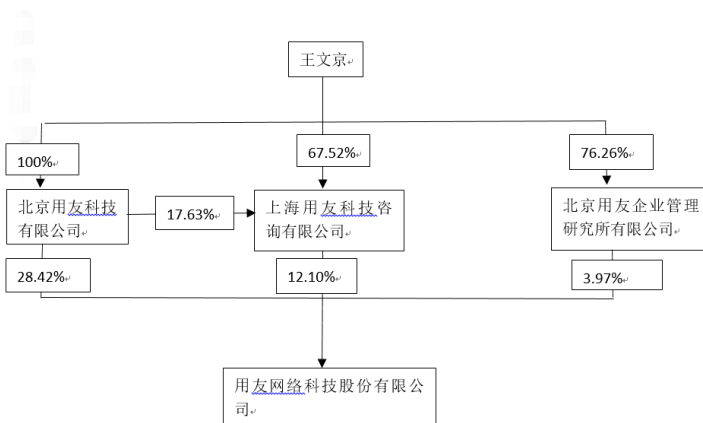 王文京
100%
67.52%
76.26%
北京用友科技
有限公司
17.63%
上海用友科技咨
询有限公司
北京用友企业管理
研究所有限公司
28.42%
12.10%
3.97%
用友网络科技股份有限公
司